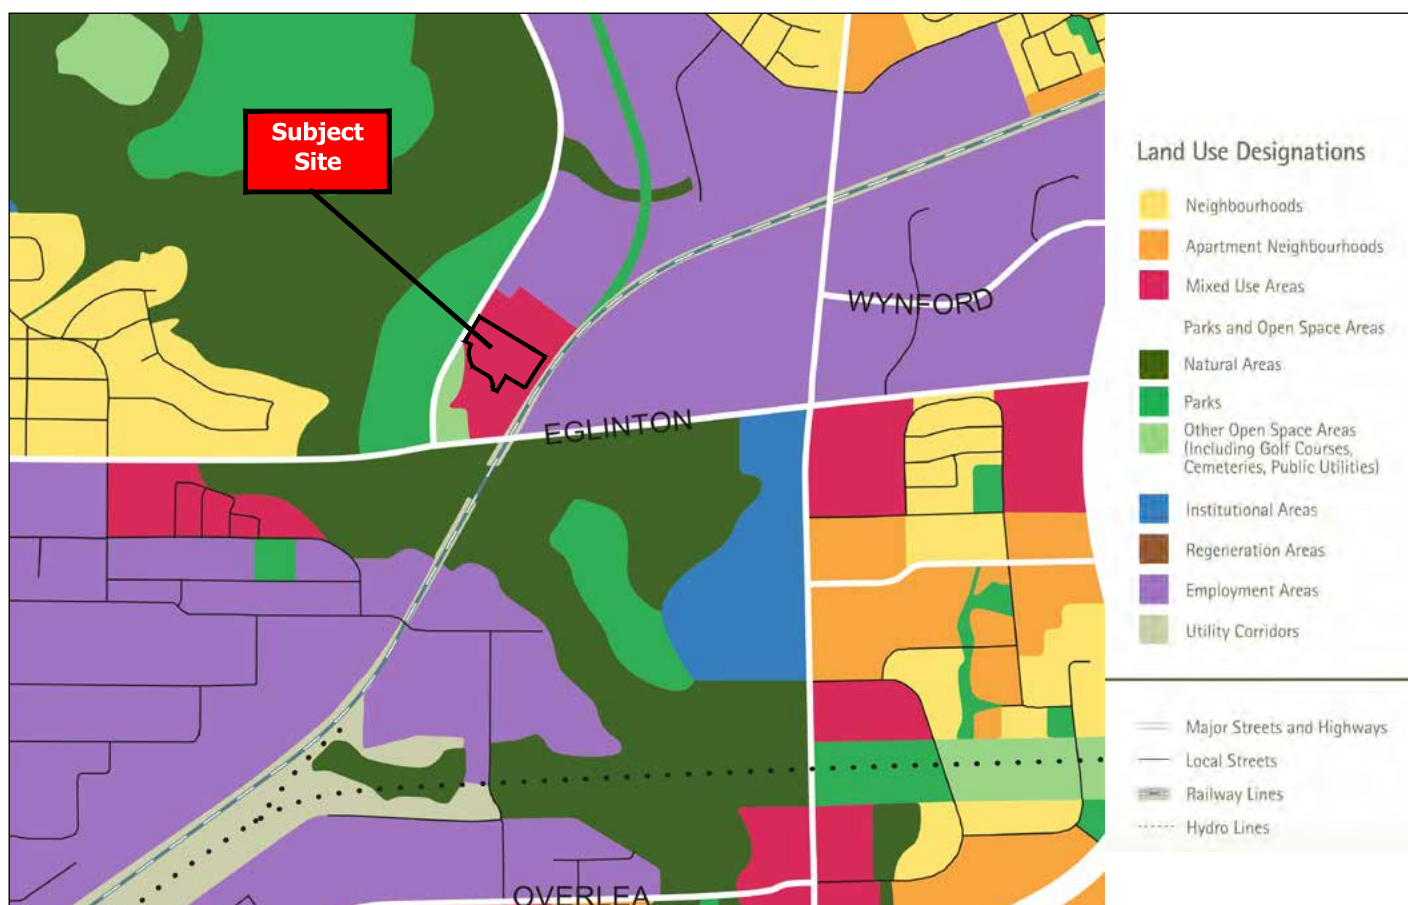 Subject
Site
WYNFORD
EGLINTON
OVERLEA
Land Use Designations
Neighbourhoods
Apartment Neighbourhoods
Mixed Use Areas
Parks and Open Space Areas
Natural Areas
Parks
Other Open Space Areas
(Including Golf Courses,
Cemeteries, Public Utilities)
Institutional Areas
Regeneration Areas
Employment Areas
Utility Corridors
Major Streets and Highways
Local Streets
Railway Lines
Hydro Lines